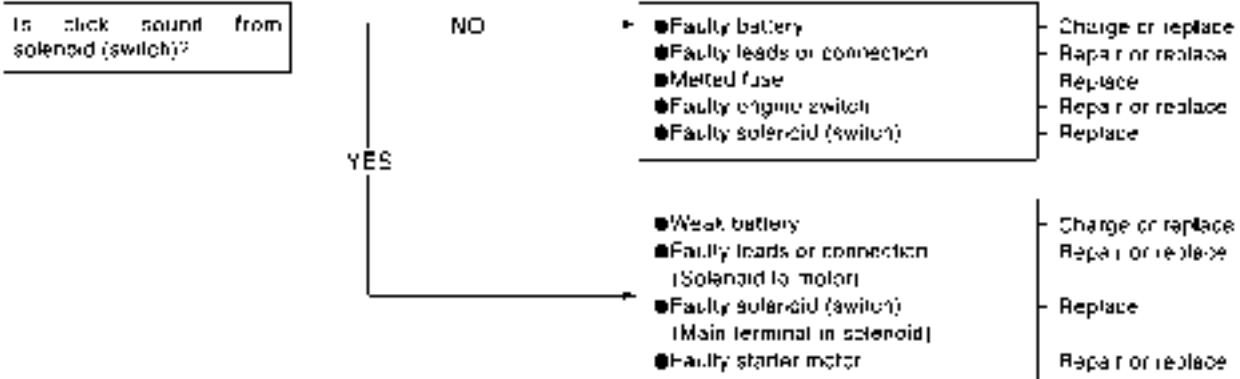 Is click sound from
solenoid (switch)?
NO
YES
●Faulty battery
●Faulty leads or connection
●Melted fuse
●Faulty engine switch
●Faulty solenoid (switch)
Charge or replace
Repair or replace
Replace
Repair or replace
Replace
●Weak battery
●Faulty leads or connection
(Solenoid to motor)
●Faulty solenoid (switch)
(Main terminal in solenoid)
●Faulty starter motor
Charge or replace
Repair or replace
Replace
Repair or replace